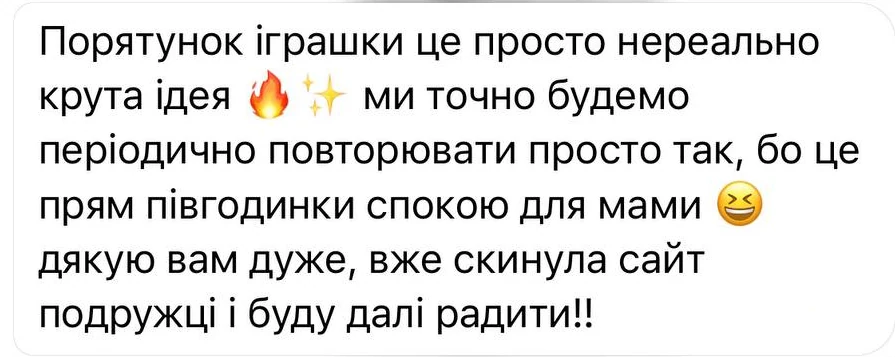 Порятунок іграшки це просто нереально
крута ідея 🔥✨ ми точно будемо
періодично повторювати просто так, бо це
прям півгодинки спокою для мами 😆
дякую вам дуже, вже скинула сайт
подружці і буду далі радити!!